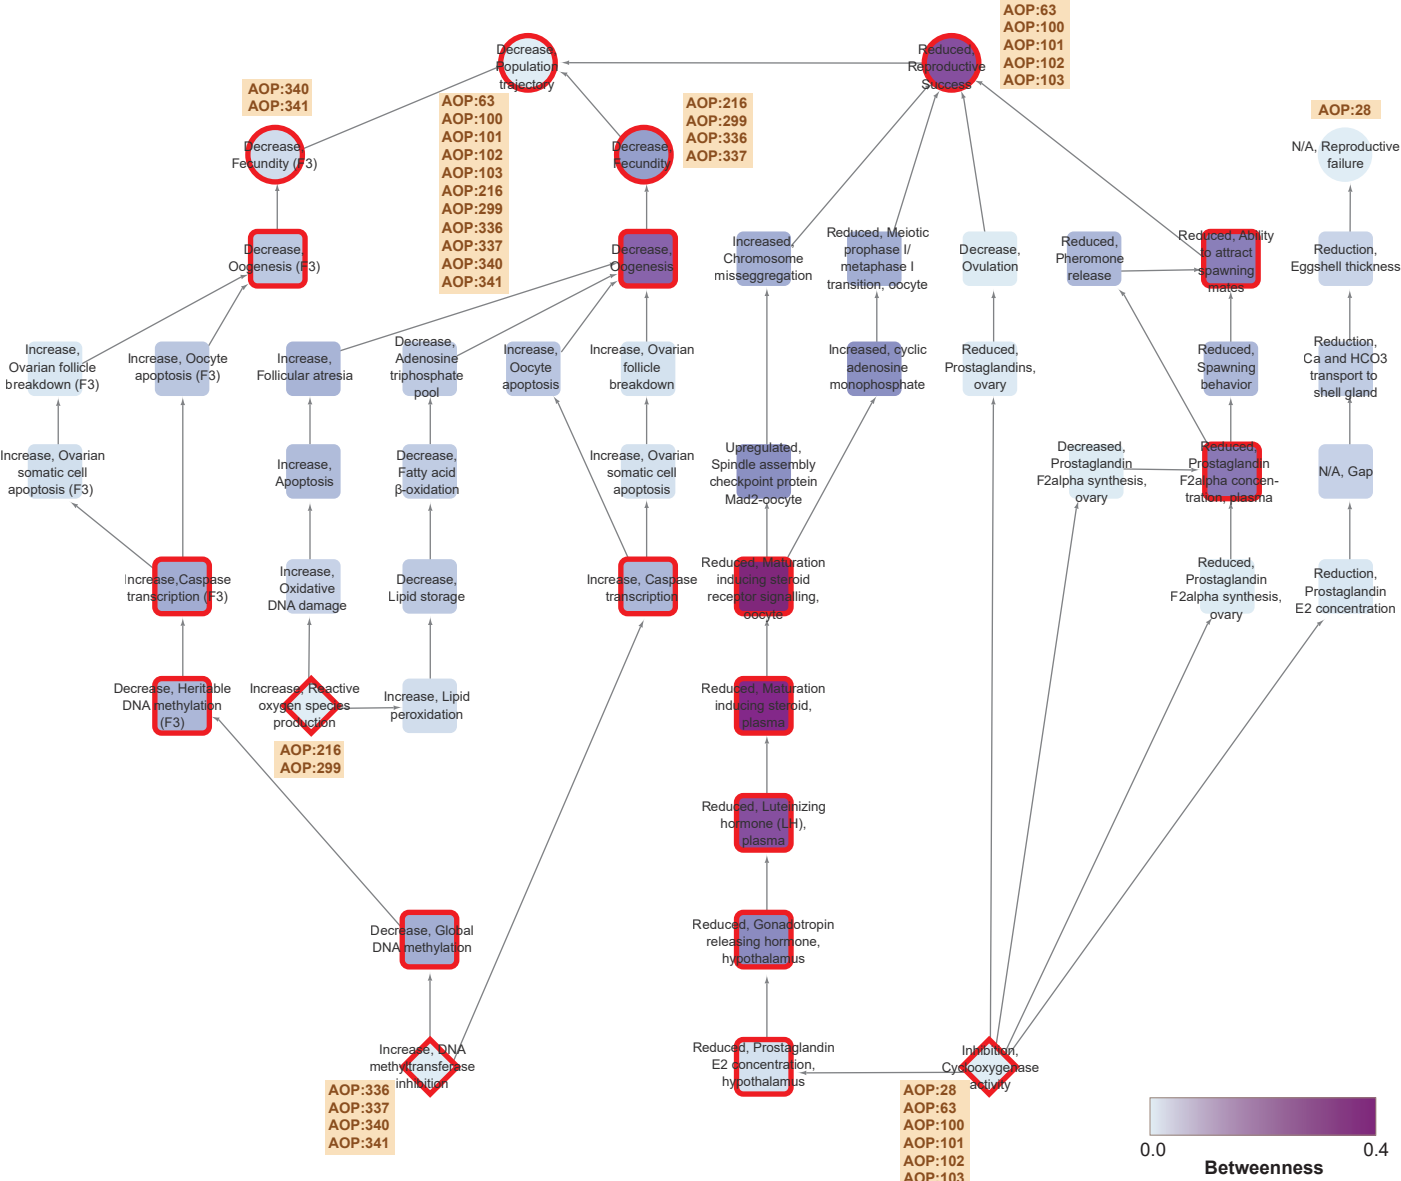 AOP:63
AOP:100
AOP:101
AOP:102
AOP:103
Decrease,
Population
trajectory
Reduced,
Reproductive
Success
AOP:340
AOP:341
AOP:63
AOP:100
AOP:101
AOP:102
AOP:103
AOP:216
AOP:299
AOP:336
AOP:337
AOP:340
AOP:341
AOP:216
AOP:299
AOP:336
AOP:337
AOP:28
Decrease,
Fecundity (F3)
Decrease,
Fecundity
N/A, Reproductive
failure
Decrease,
Oogenesis (F3)
Decrease,
Oogenesis
Increased,
Chromosome
misseggregation
Reduced, Meiotic
prophase I/
metaphase I
transition, oocyte
Decrease,
Ovulation
Reduced,
Pheromone
release
Reduced, Ability
to attract
spawning
mates
Reduction,
Eggshell thickness
Increase,
Ovarian follicle
breakdown (F3)
Increase, Oocyte
apoptosis (F3)
Increase,
Follicular atresia
Decrease,
Adenosine
triphosphate
pool
Increase,
Oocyte
apoptosis
Increase, Ovarian
follicle
breakdown
Increased, cyclic
adenosine
monophosphate
Reduced,
Prostaglandins,
ovary
Reduced,
Spawning
behavior
Reduction,
Ca and HCO3
transport to
shell gland
Increase, Ovarian
somatic cell
apoptosis (F3)
Increase,
Apoptosis
Decrease,
Fatty acid
β-oxidation
Increase, Ovarian
somatic cell
apoptosis
Upregulated,
Spindle assembly
checkpoint protein
Mad2-oocyte
Decreased,
Prostaglandin
F2alpha synthesis,
ovary
Reduced,
Prostaglandin
F2alpha concen-
tration, plasma
N/A, Gap
Increase,Caspase
transcription (F3)
Increase,
Oxidative
DNA damage
Decrease,
Lipid storage
Increase, Caspase
transcription
Reduced, Maturation
inducing steroid
receptor signalling,
oocyte
Reduced,
Prostaglandin
F2alpha synthesis,
ovary
Reduction,
Prostaglandin
E2 concentration
Decrease, Heritable
DNA methylation
(F3)
Increase, Reactive
oxygen species
production
Increase, Lipid
peroxidation
Reduced, Maturation
inducing steroid,
plasma
AOP:216
AOP:299
Reduced, Luteinizing
hormone (LH),
plasma
Decrease, Global
DNA methylation
Reduced, Gonadotropin
releasing hormone,
hypothalamus
Increase, DNA
methyltransferase
inhibition
Reduced, Prostaglandin
E2 concentration,
hypothalamus
Inhibition,
Cyclooxygenase
activity
AOP:336
AOP:337
AOP:340
AOP:341
AOP:28
AOP:63
AOP:100
AOP:101
AOP:102
AOP:103
0.0
0.4
Betweenness